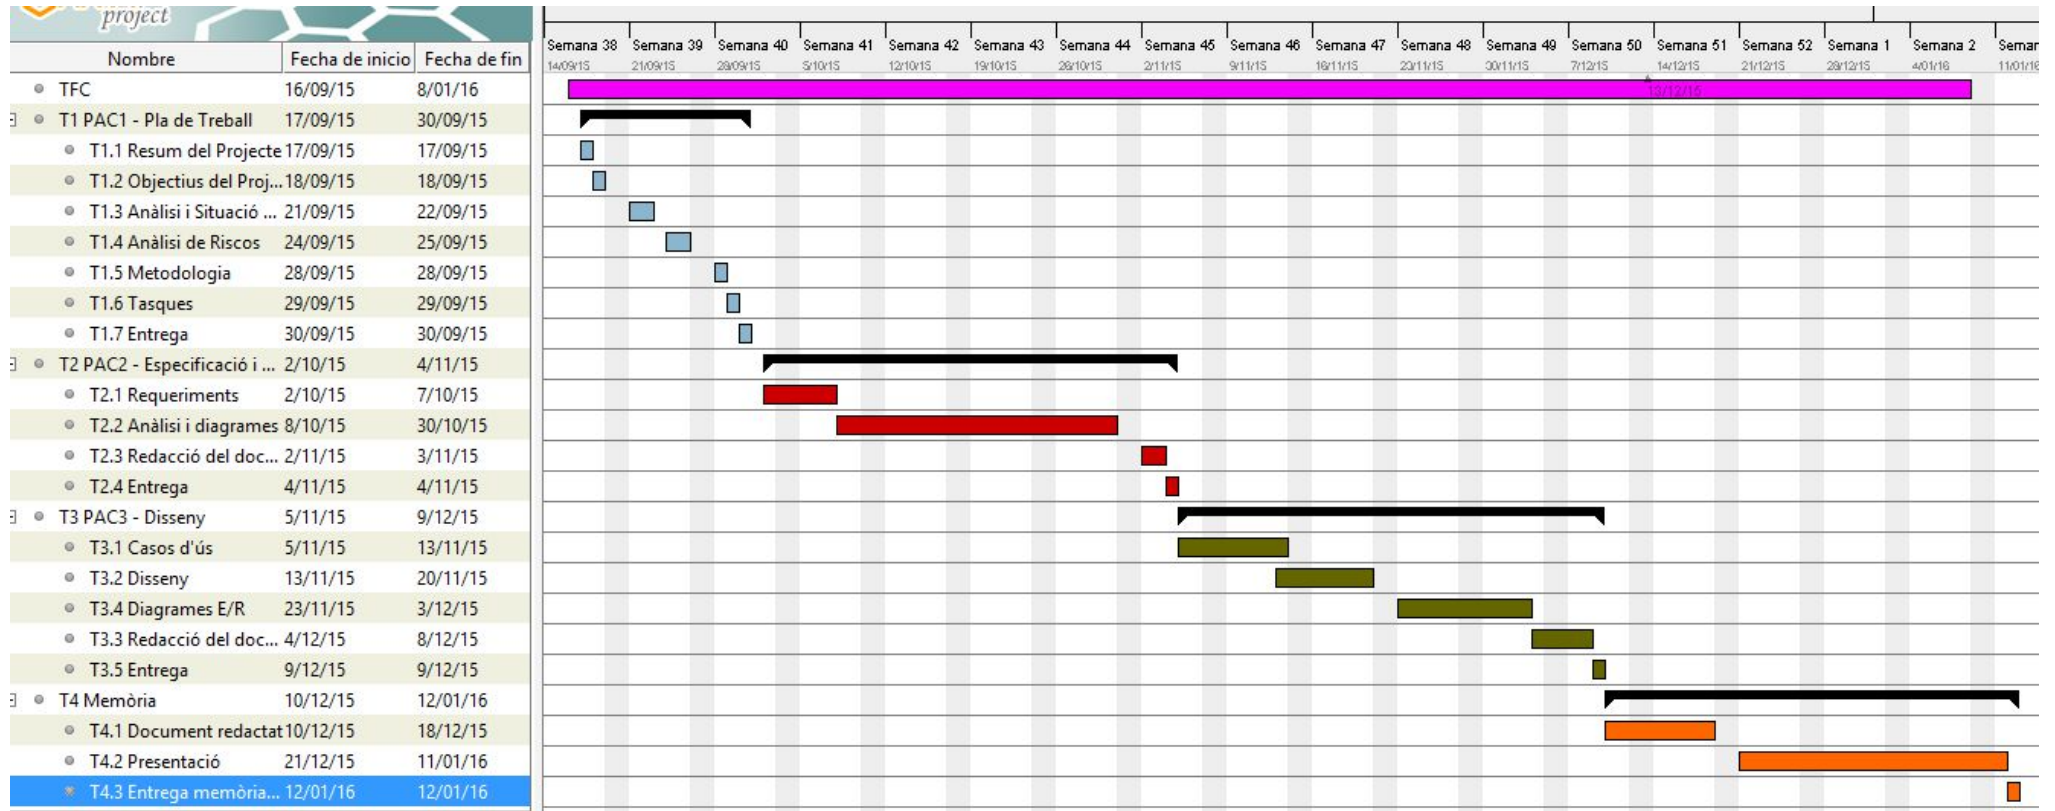 project
Nombre Fecha de inicio Fecha de fin
Semana 38 Semana 39 Semana 40 Semana 41 Semana 42 Semana 43 Semana 44 Semana 45 Semana 46 Semana 47 Semana 48 Semana 49 Semana 50 Semana 51 Semana 52 Semana 1 Semana 2 Semar
14/09/15 21/09/15 28/09/15 5/10/15 12/10/15 19/10/15 26/10/15 2/11/15 9/11/15 16/11/15 23/11/15 30/11/15 7/12/15 14/12/15 21/12/15 28/12/15 4/01/16 11/01/16
TFC 16/09/15 8/01/16
13/12/15
T1 PAC1 - Pla de Treball 17/09/15 30/09/15
T1.1 Resum del Projecte 17/09/15 17/09/15
T1.2 Objectius del Proj... 18/09/15 18/09/15
T1.3 Anàlisi i Situació ... 21/09/15 22/09/15
T1.4 Anàlisi de Riscos 24/09/15 25/09/15
T1.5 Metodologia 28/09/15 28/09/15
T1.6 Tasques 29/09/15 29/09/15
T1.7 Entrega 30/09/15 30/09/15
T2 PAC2 - Especificació i ... 2/10/15 4/11/15
T2.1 Requeriments 2/10/15 7/10/15
T2.2 Anàlisi i diagrames 8/10/15 30/10/15
T2.3 Redacció del doc... 2/11/15 3/11/15
T2.4 Entrega 4/11/15 4/11/15
T3 PAC3 - Disseny 5/11/15 9/12/15
T3.1 Casos d'ús 5/11/15 13/11/15
T3.2 Disseny 13/11/15 20/11/15
T3.4 Diagrames E/R 23/11/15 3/12/15
T3.3 Redacció del doc... 4/12/15 8/12/15
T3.5 Entrega 9/12/15 9/12/15
T4 Memòria 10/12/15 12/01/16
T4.1 Document redactat 10/12/15 18/12/15
T4.2 Presentació 21/12/15 11/01/16
T4.3 Entrega memòria... 12/01/16 12/01/16